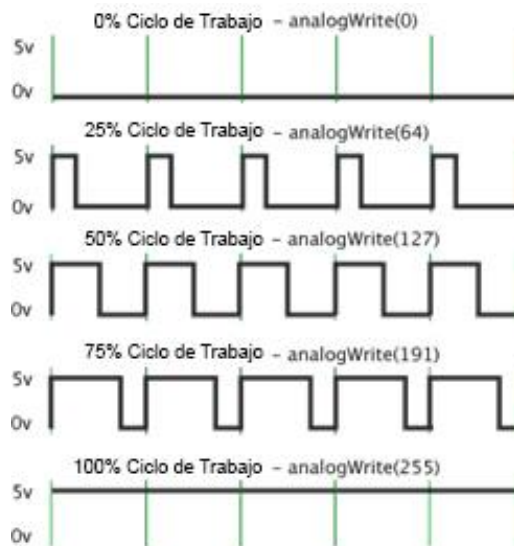 0% Ciclo de Trabajo - analogWrite(0)
5v
0v
25% Ciclo de Trabajo - analogWrite(64)
5v
0v
50% Ciclo de Trabajo - analogWrite(127)
5v
0v
75% Ciclo de Trabajo - analogWrite(191)
5v
0v
100% Ciclo de Trabajo - analogWrite(255)
5v
0v